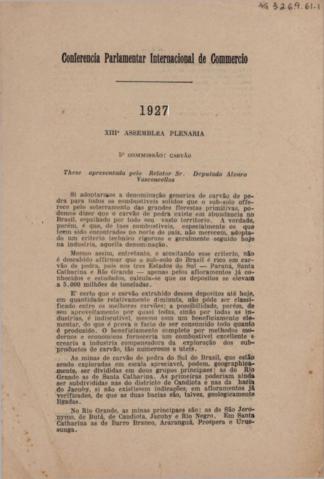 AG 3269.61-1
Conferencia Parlamentar Internacional de Commercio
1927
XIIIª ASSEMBLEA PLENARIA
5ª COMMISSÃO: CARVÃO
These apresentada pelo Relator Sr. Deputado Alvaro
Vasconcellos
Si adoptarmos a denominação generica de carvão de pe-
dra para todos os combustiveis solidos que o sub-solo offe-
rece pelo soterramento das grandes florestas primitivas, po-
demos dizer que o carvão de pedra existe em abundancia no
Brasil, espalhado por todo seu vasto territorio. A verdade,
porém, é que, de taes combustiveis, especialmente os que
teem sido encontrados no norte do paiz, não merecem, adopta-
do um criterio technico rigoroso e geralmente seguido hoje
na industria, aquella denominação.
Mesmo assim, entretanto, e acceitando esse criterio, não
é descabido affirmar que o sub-solo do Brasil é rico em car-
vão de pedra, pois nos tres Estados do Sul — Paraná, Santa
Catharina e Rio Grande — apenas pelos afloramentos já co-
nhecidos e estudados, calcula-se que os depositos se elevam
a 5.000 milhões de toneladas.
E' certo que o carvão extrahido desses depositos até hoje,
em quantidade relativamente diminuta, não póde ser classi-
ficado entre os melhores carvões; a possibilidade, porém, de
seu aproveitamento por quasi todas, sinão por todas as in-
dustrias, é indiscutivel, mesmo sem um beneficiamento ele-
mentar, do que é prova o facto de ser consumido todo quanto
é produzido. O beneficiamento completo por methodos mo-
dernos e economicos forneceria um combustivel excellente e
crearia a industria compensadora da exploração dos sub-
productos de carvão, tão numerosos e uteis.
As minas de carvão de pedra do Sul do Brasil, que estão
sendo exploradas em escala apreciavel, podem, geographica-
mente, ser divididas em dous grupos principaes: as do Rio
Grande e as de Santa Catharina. As primeiras poderiam ainda
ser subdivididas nas do districto de Candiota e nas da bacia
do Jacuhy, si não existissem indicações, em afloramentos já
verificados, de que as duas bacias são, talvez, geologicamente
ligadas.
No Rio Grande, as minas principaes são: as de São Jero-
nymo, de Butá, de Candiota, Jacuhy e Rio Negro. Em Santa
Catharina as de Barro Branco, Araranguá, Prospera e Urus-
sanga.